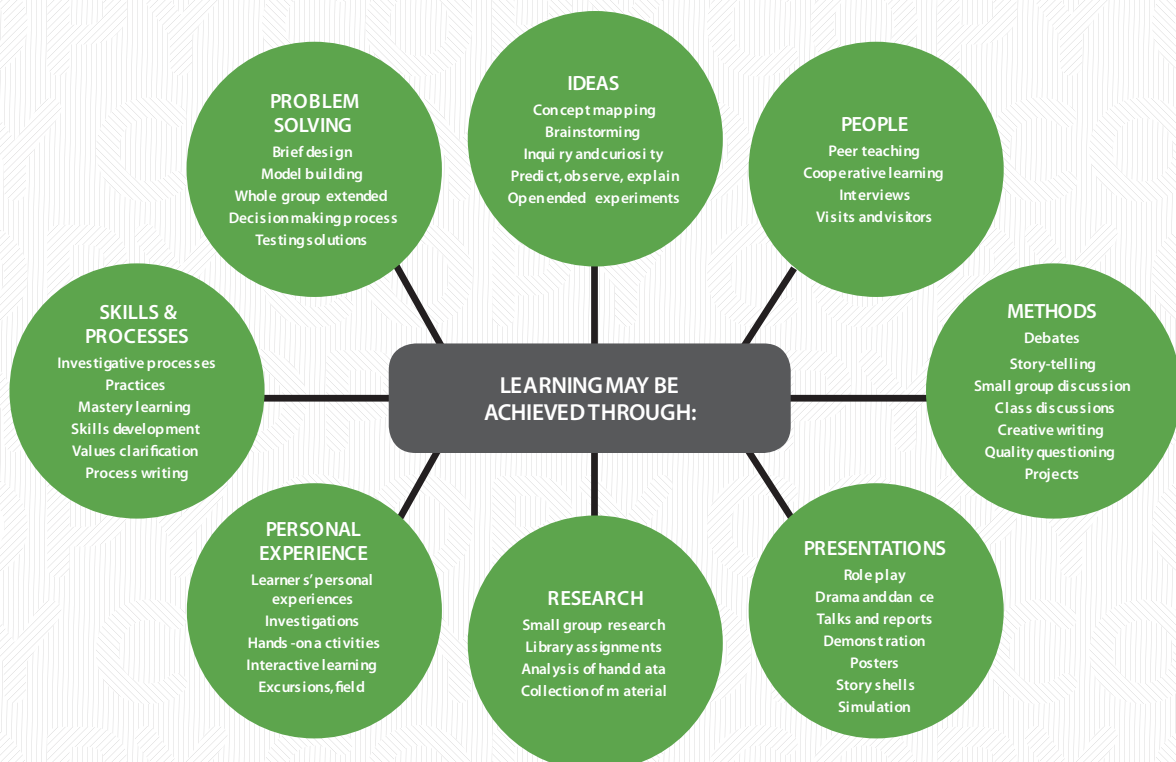 LEARNING MAY BE
ACHIEVED THROUGH:
IDEAS
Concept mapping
Brainstorming
Inquiry and curiosity
Predict, observe, explain
Open ended experiments
PEOPLE
Peer teaching
Cooperative learning
Interviews
Visits and visitors
METHODS
Debates
Story-telling
Small group discussion
Class discussions
Creative writing
Quality questioning
Projects
PRESENTATIONS
Role play
Drama and dan ce
Talks and reports
Demonstration
Posters
Story shells
Simulation
RESEARCH
Small group research
Library assignments
Analysis of hand d ata
Collection of material
PERSONAL
EXPERIENCE
Learners' personal
experiences
Investigations
Hands-on activities
Interactive learning
Excursions, field
SKILLS &
PROCESSES
Investigative processes
Practices
Mastery learning
Skills development
Values clarification
Process writing
PROBLEM
SOLVING
Brief design
Model building
Whole group extended
Decision making process
Testing solutions